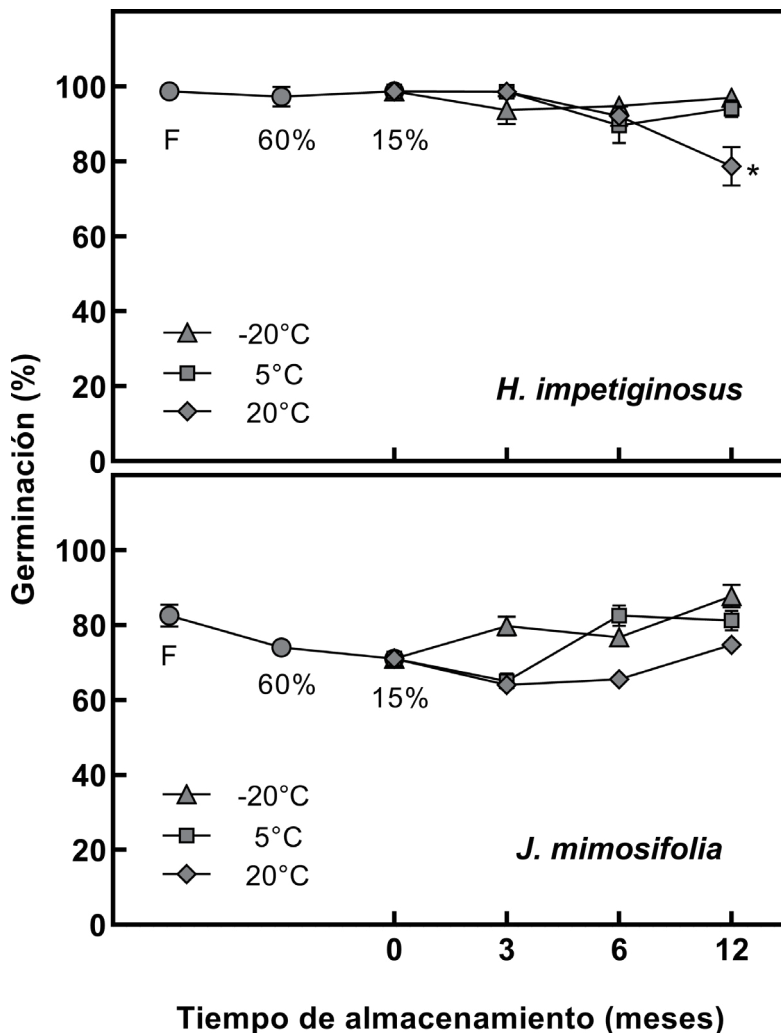 100
80
60
40
20
0
F
60%
15%
*
-20°C
5°C
20°C
H. impetiginosus
Germinación (%)
100
80
60
40
20
0
F
60%
15%
-20°C
5°C
20°C
J. mimosifolia
0 3 6 12
Tiempo de almacenamiento (meses)